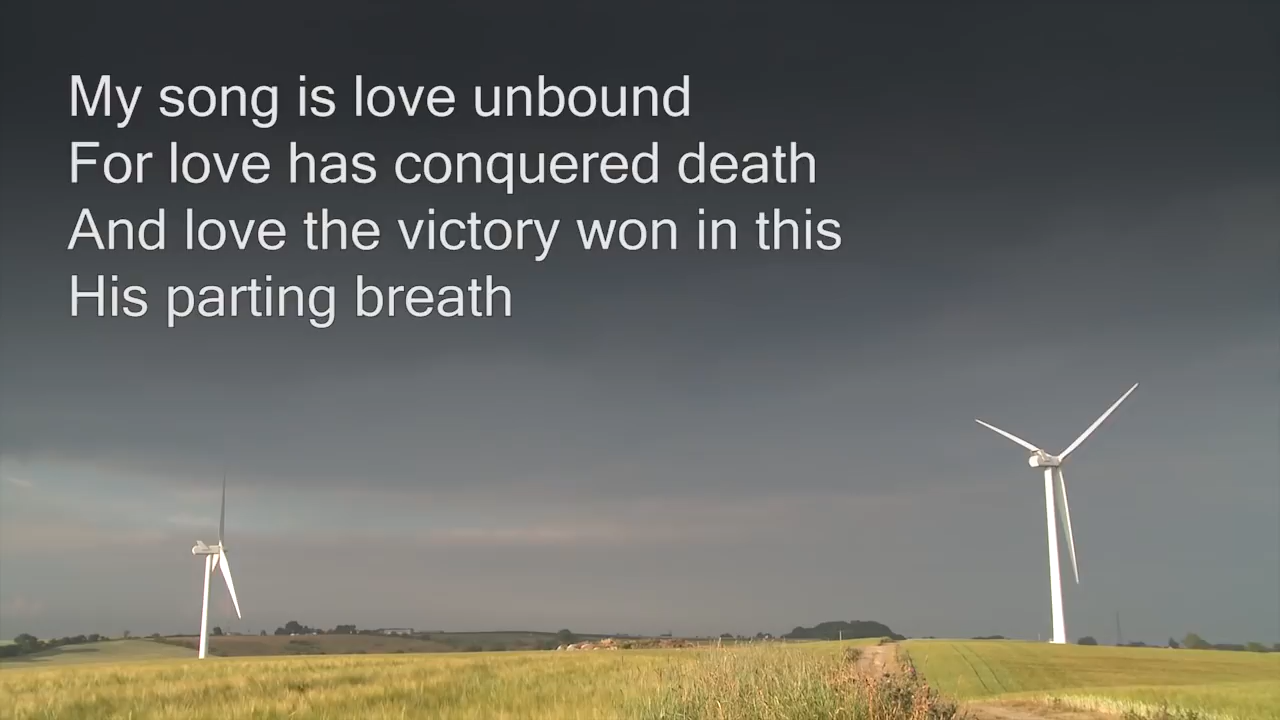 My song is love unbound
For love has conquered death
And love the victory won in this
His parting breath